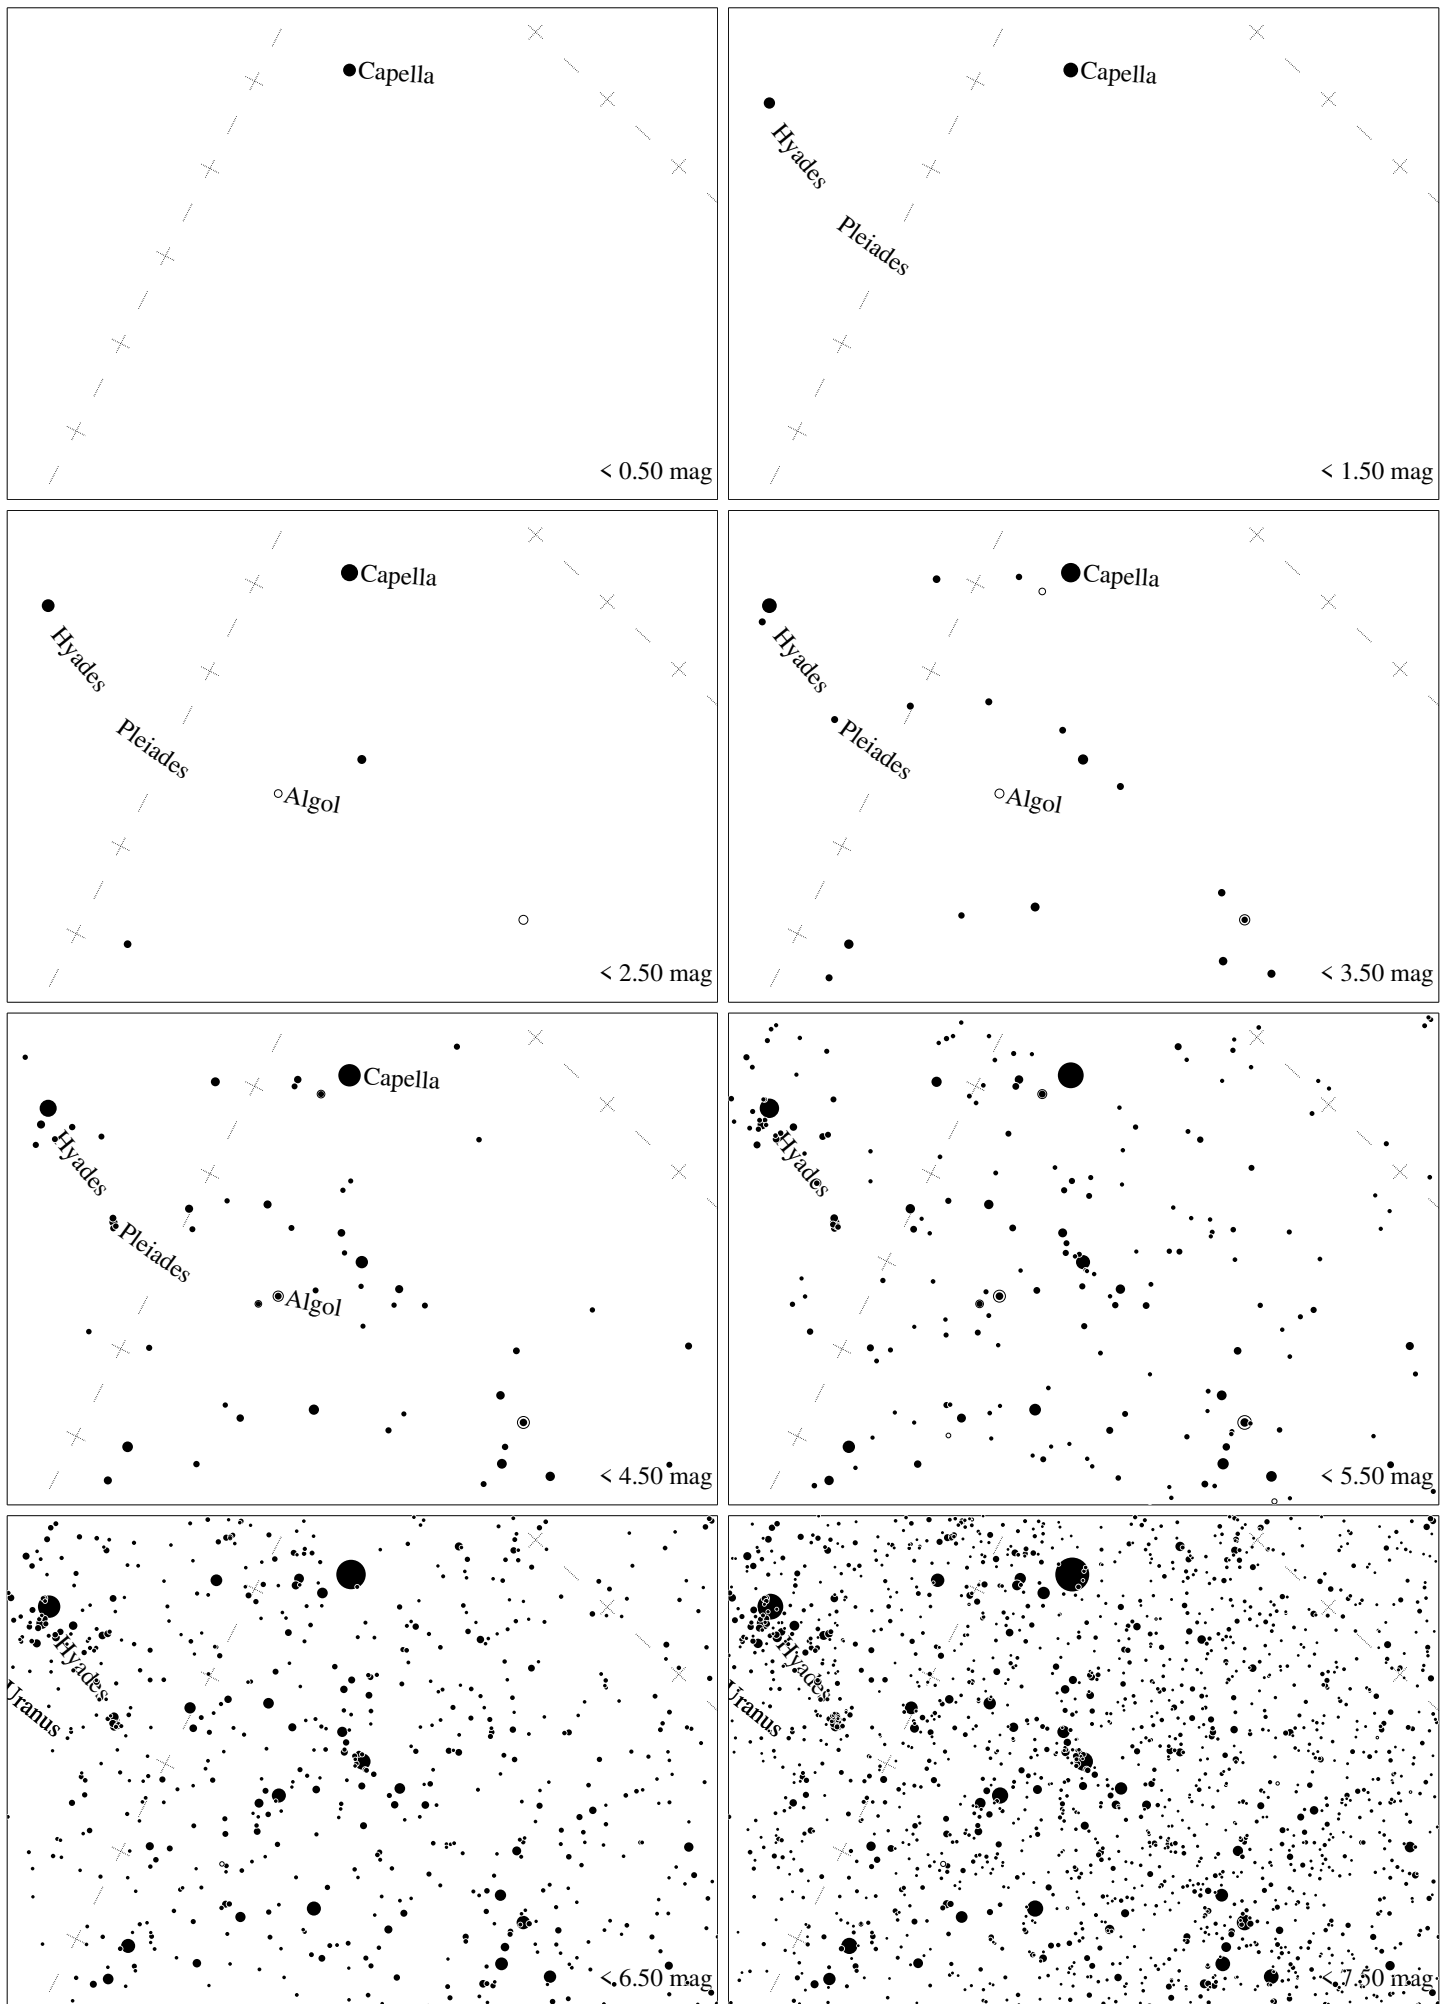 Capella
< 0.50 mag
Capella
Hyades
Pleiades
< 1.50 mag
Capella
Hyades
Pleiades
Algol
< 2.50 mag
Capella
Hyades
Pleiades
Algol
< 3.50 mag
Capella
Hyades
Pleiades
Algol
< 4.50 mag
Hyades
< 5.50 mag
Hyades
Uranus
< 6.50 mag
Hyades
Uranus
< 7.50 mag